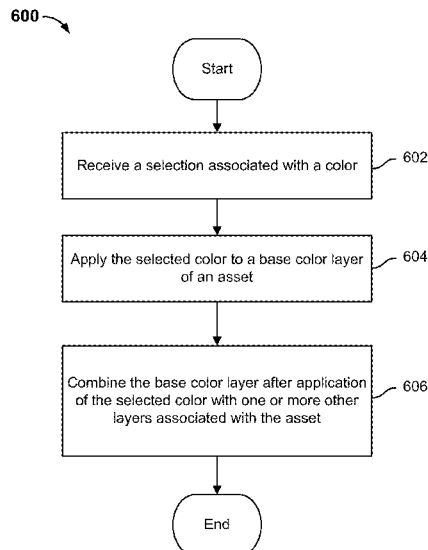 600
Start
Receive a selection associated with a color
602
Apply the selected color to a base color layer
of an asset
604
Combine the base color layer after application
of the selected color with one or more other
layers associated with the asset
606
End